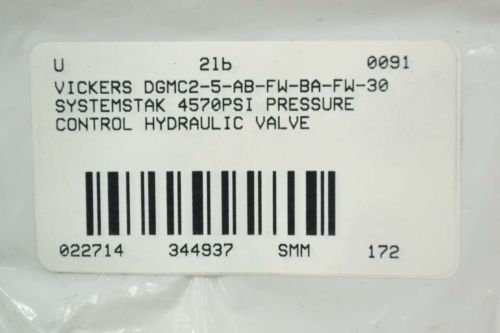 U 2lb 0091
VICKERS DGMC2-5-AB-FW-BA-FW-30
SYSTEMSTAK 4570PSI PRESSURE
CONTROL HYDRAULIC VALVE
022714 344937 SMM 172